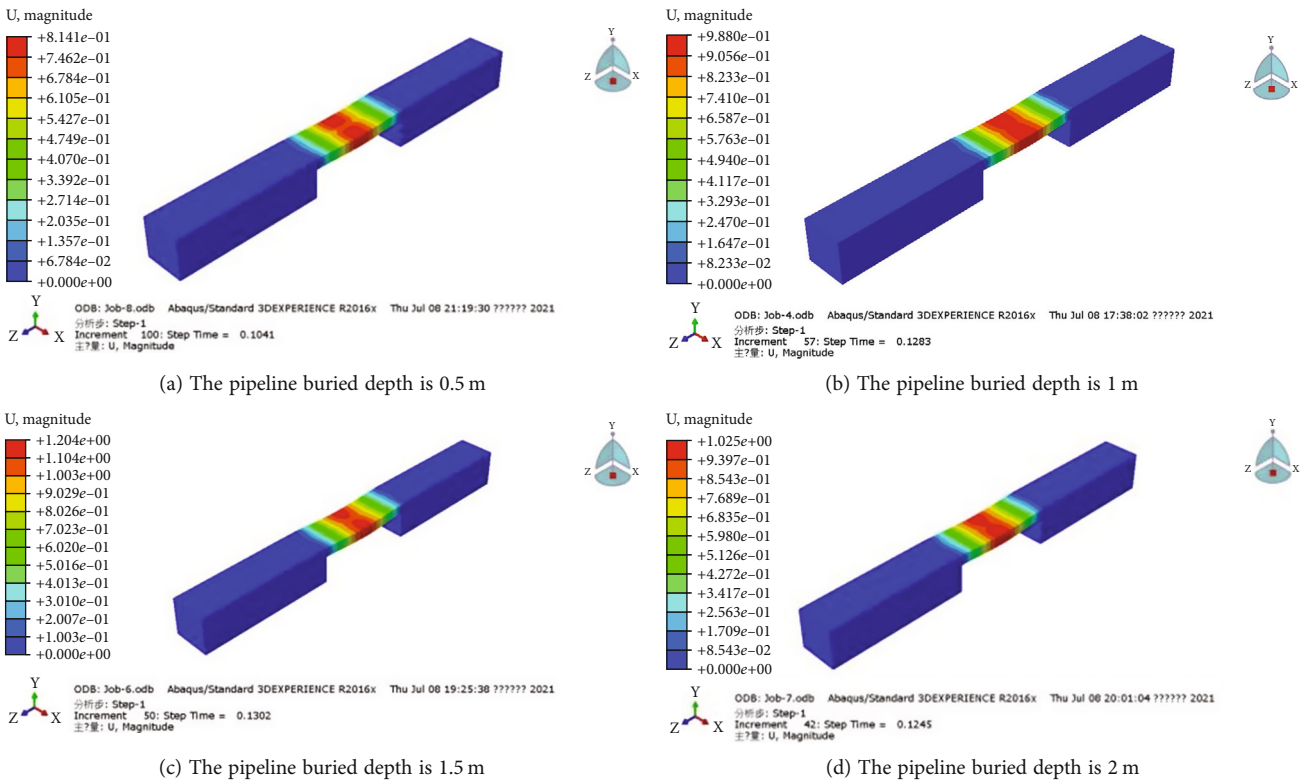 U, magnitude
+8.141e–01
+7.462e–01
+6.784e–01
+6.105e–01
+5.427e–01
+4.749e–01
+4.070e–01
+3.392e–01
+2.714e–01
+2.035e–01
+1.357e–01
+6.784e–02
+0.000e+00
Y
Z X
Y
Z X
ODB: Job-8.odb Abaqus/Standard 3DEXPERIENCE R2016x Thu Jul 08 21:19:30 ?????? 2021
分析步: Step-1
Increment 100: Step Time = 0.1041
主?量: U, Magnitude
(a) The pipeline buried depth is 0.5 m
U, magnitude
+9.880e–01
+9.056e–01
+8.233e–01
+7.410e–01
+6.587e–01
+5.763e–01
+4.940e–01
+4.117e–01
+3.293e–01
+2.470e–01
+1.647e–01
+8.233e–02
+0.000e+00
Y
Z X
Y
Z X
ODB: Job-4.odb Abaqus/Standard 3DEXPERIENCE R2016x Thu Jul 08 17:38:02 ?????? 2021
分析步: Step-1
Increment 57: Step Time = 0.1283
主?量: U, Magnitude
(b) The pipeline buried depth is 1 m
U, magnitude
+1.204e+00
+1.104e+00
+1.003e+00
+9.029e–01
+8.026e–01
+7.023e–01
+6.020e–01
+5.016e–01
+4.013e–01
+3.010e–01
+2.007e–01
+1.003e–01
+0.000e+00
Y
Z X
Y
Z X
ODB: Job-6.odb Abaqus/Standard 3DEXPERIENCE R2016x Thu Jul 08 19:25:38 ?????? 2021
分析步: Step-1
Increment 50: Step Time = 0.1302
主?量: U, Magnitude
(c) The pipeline buried depth is 1.5 m
U, magnitude
+1.025e+00
+9.397e–01
+8.543e–01
+7.689e–01
+6.835e–01
+5.980e–01
+5.126e–01
+4.272e–01
+3.417e–01
+2.563e–01
+1.709e–01
+8.543e–02
+0.000e+00
Y
Z X
Y
Z X
ODB: Job-7.odb Abaqus/Standard 3DEXPERIENCE R2016x Thu Jul 08 20:01:04 ?????? 2021
分析步: Step-1
Increment 42: Step Time = 0.1245
主?量: U, Magnitude
(d) The pipeline buried depth is 2 m